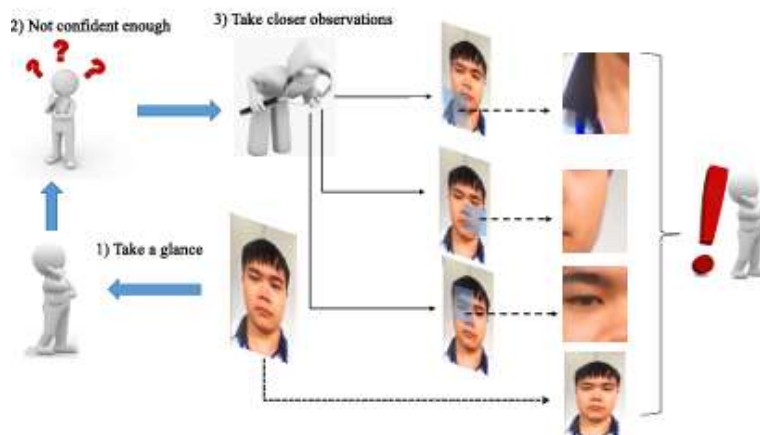 2) Not confident enough
3) Take closer observations
1) Take a glance